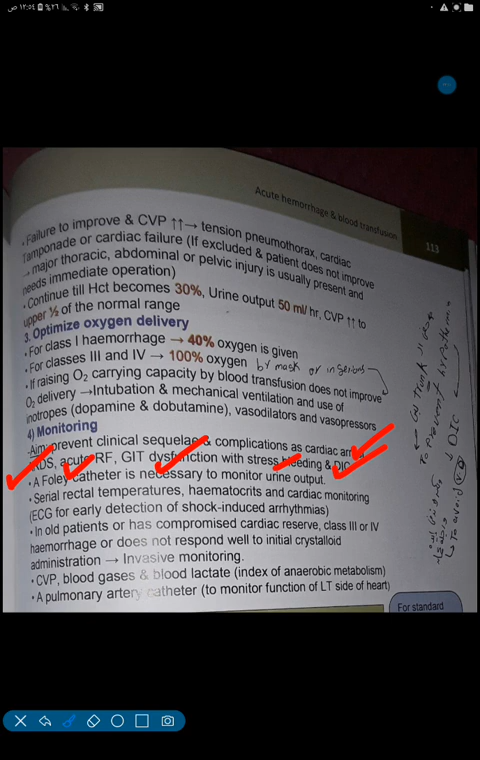 ١٢:٥٤ ص
%٢٦
Acute hemorrhage & blood transfusion
113
• Failure to improve & CVP ↑↑→ tension pneumothorax, cardiac
Tamponade or cardiac failure (If excluded & patient does not improve
→ major thoracic, abdominal or pelvic injury is usually present and
needs immediate operation)
• Continue till Hct becomes 30%, Urine output 50 ml/ hr, CVP ↑↑ to
upper ½ of the normal range
3. Optimize oxygen delivery
• For class I haemorrhage → 40% oxygen is given
• For classes III and IV → 100% oxygen by mask or in serious
• If raising O₂ carrying capacity by blood transfusion does not improve
O₂ delivery →Intubation & mechanical ventilation and use of
inotropes (dopamine & dobutamine), vasodilators and vasopressors
4) Monitoring
-Aim prevent clinical sequelae & complications as cardiac
acute RF, GIT dysfunction with stress bleeding & DIC
• A Foley catheter is necessary to monitor urine output.
• Serial rectal temperatures, haematocrits and cardiac monitoring
(ECG for early detection of shock-induced arrhythmias)
• In old patients or has compromised cardiac reserve, class III or IV
haemorrhage or does not respond well to initial crystalloid
administration → Invasive monitoring.
• CVP, blood gases & blood lactate (index of anaerobic metabolism)
• A pulmonary artery catheter (to monitor function of LT side of heart)
To prevent hypothermia
↓ DIC
to avoid
For standard